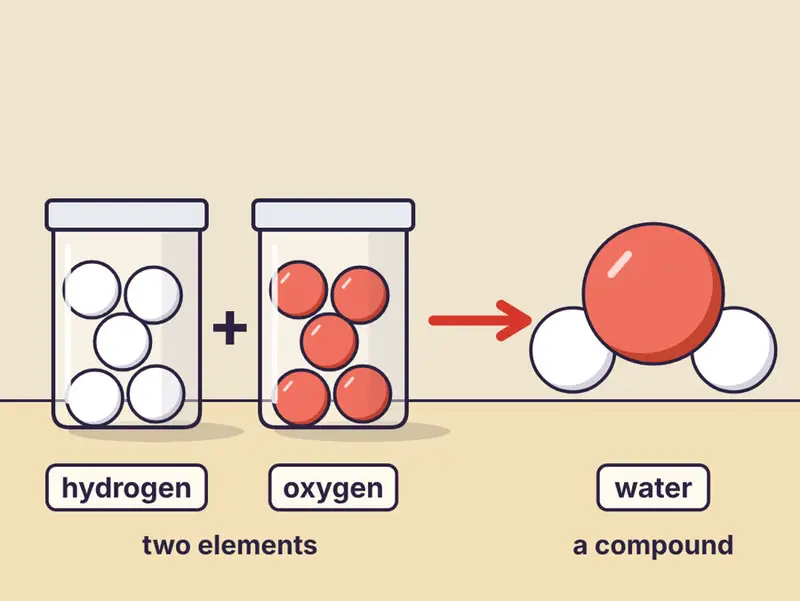 +
hydrogen
oxygen
water
two elements
a compound